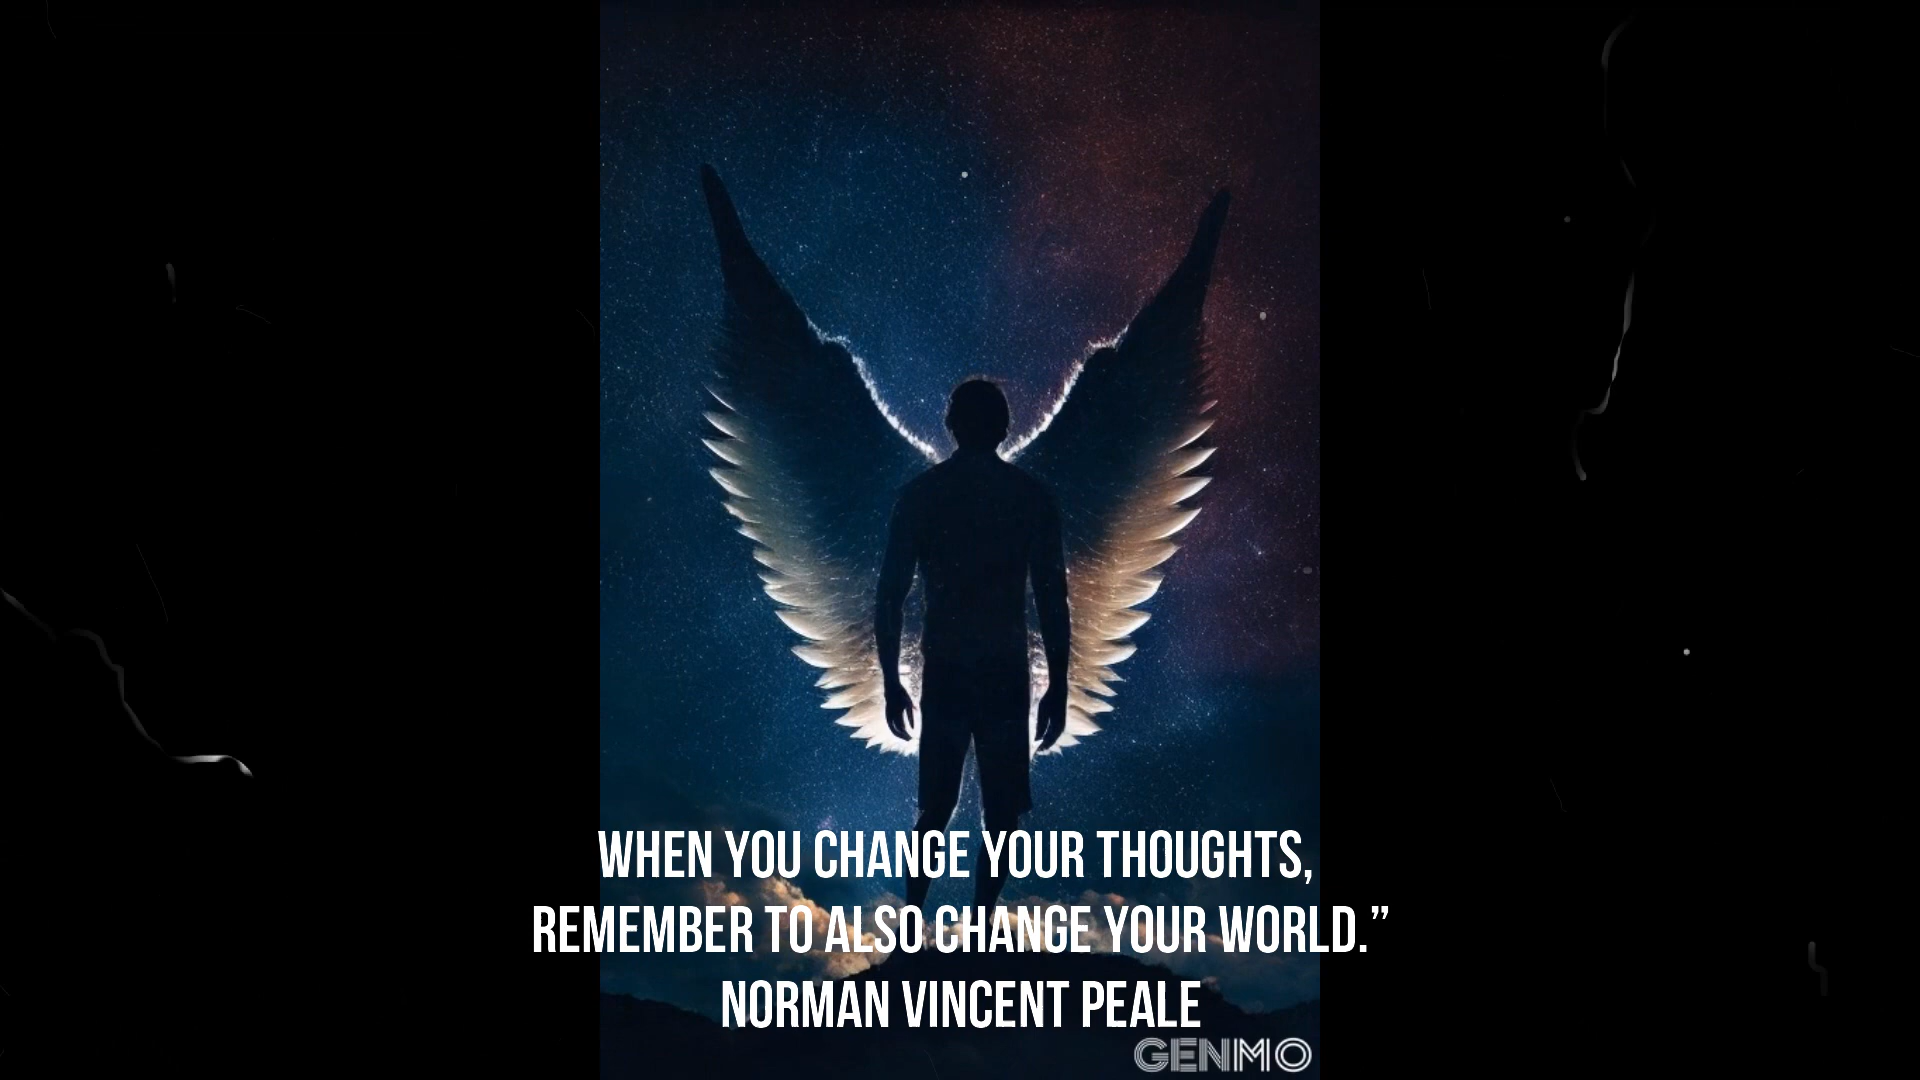 WHEN YOU CHANGE YOUR THOUGHTS,
REMEMBER TO ALSO CHANGE YOUR WORLD.”
NORMAN VINCENT PEALE
GENMO